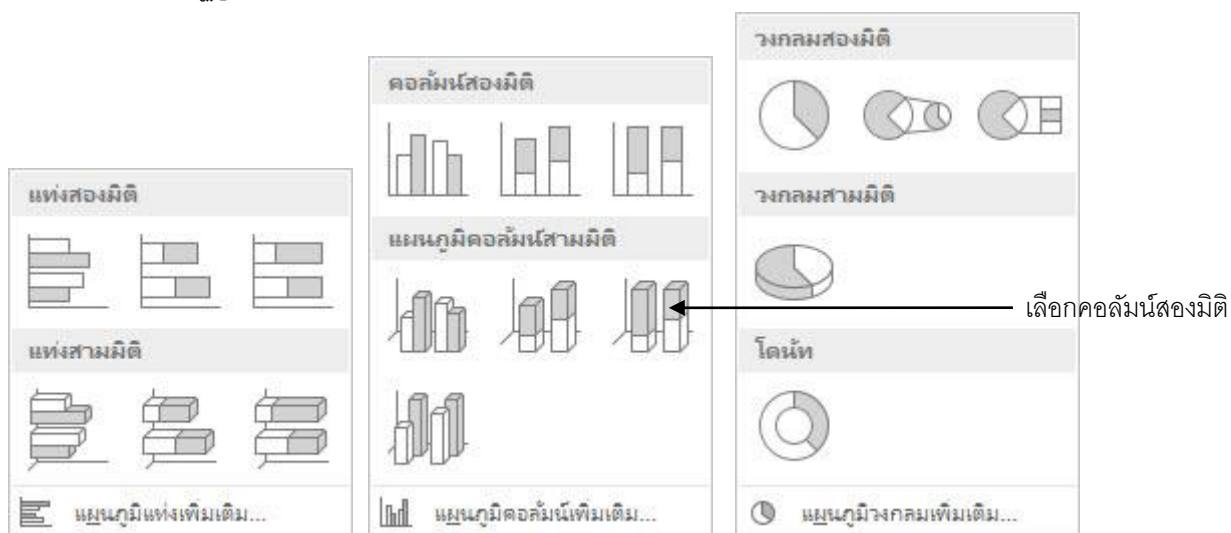 แท่งสองมิติ
แท่งสามมิติ
แผนภูมิแท่งเพิ่มเติม...
คอลัมน์สองมิติ
แผนภูมิคอลัมน์สามมิติ
แผนภูมิคอลัมน์เพิ่มเติม...
วงกลมสองมิติ
วงกลมสามมิติ
โดนัท
แผนภูมิวงกลมเพิ่มเติม...
เลือกคอลัมน์สองมิติ